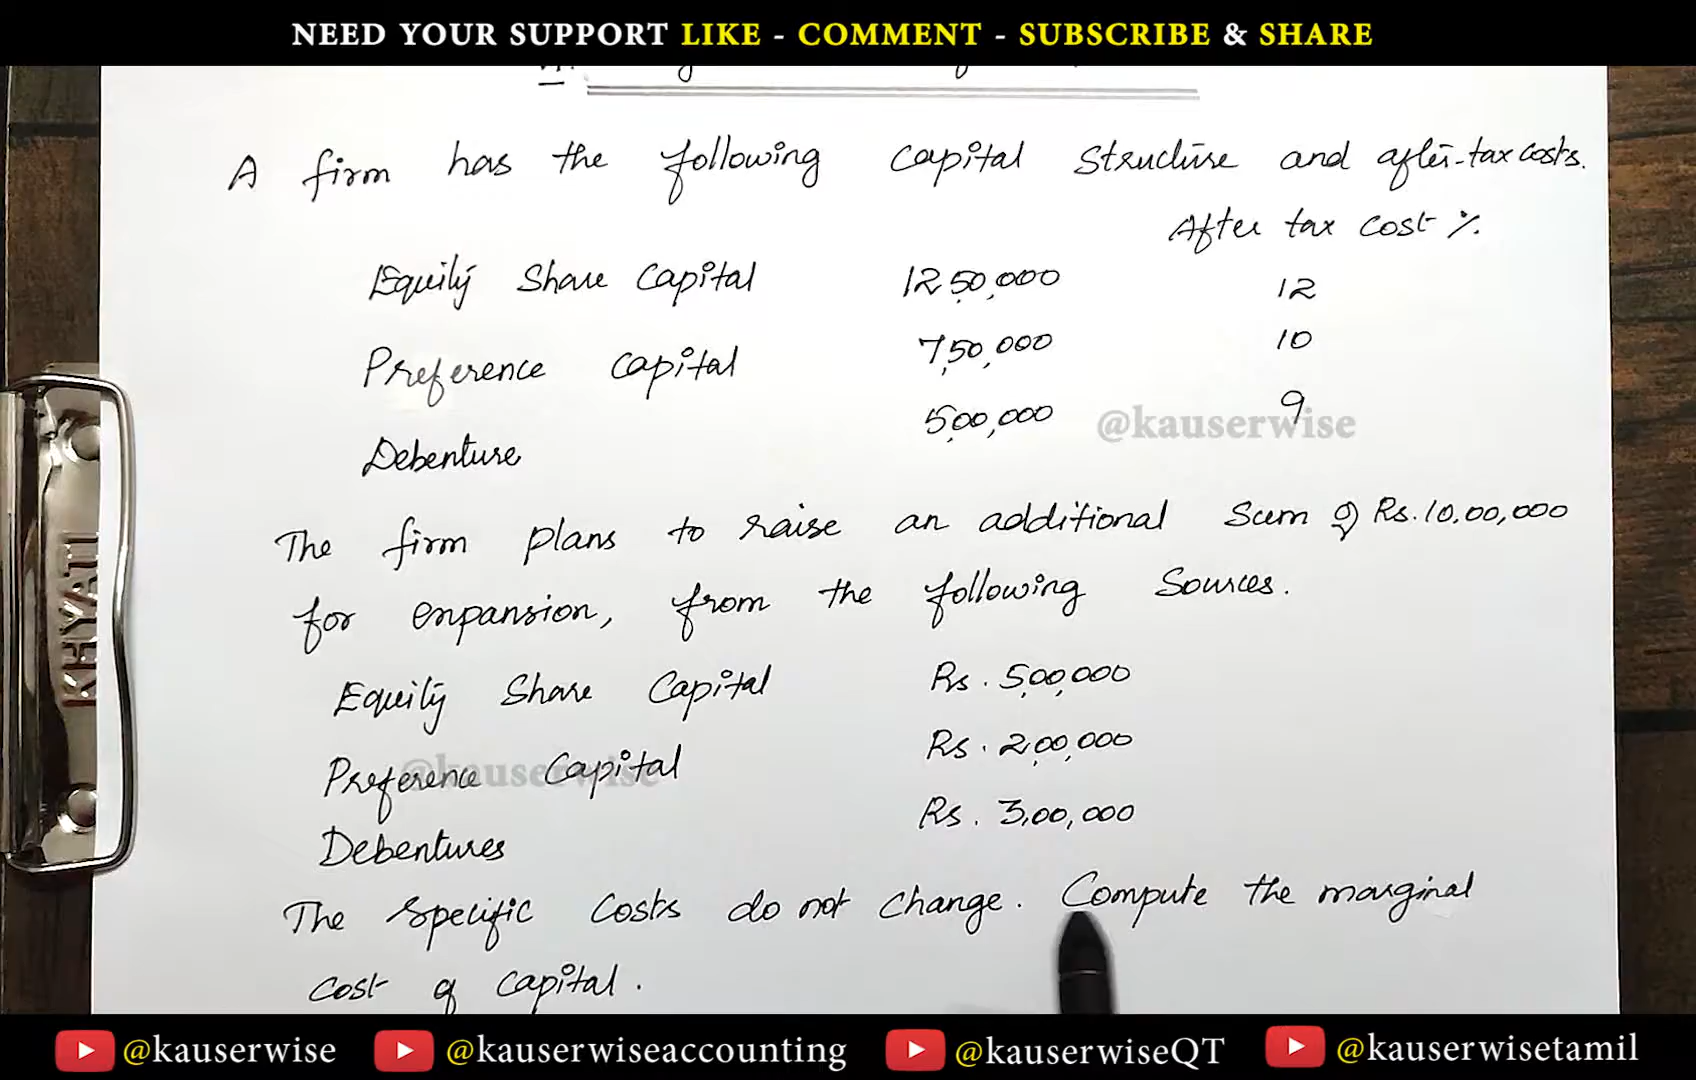 NEED YOUR SUPPORT LIKE - COMMENT - SUBSCRIBE & SHARE
A firm has the following capital structure and after-tax costs.
After tax cost %
Equity Share Capital 12,50,000 12
Preference capital 7,50,000 10
Debenture 5,00,000 9
@kauserwise
The firm plans to raise an additional Sum of Rs. 10,00,000
for expansion, from the following Sources.
Equity Share Capital Rs. 5,00,000
Preference Capital Rs. 2,00,000
@kauserwise
Debentures Rs. 3,00,000
The specific costs do not change. Compute the marginal
cost of capital.
KHYATI
@kauserwise @kauserwiseaccounting @kauserwiseQT @kauserwisetamil